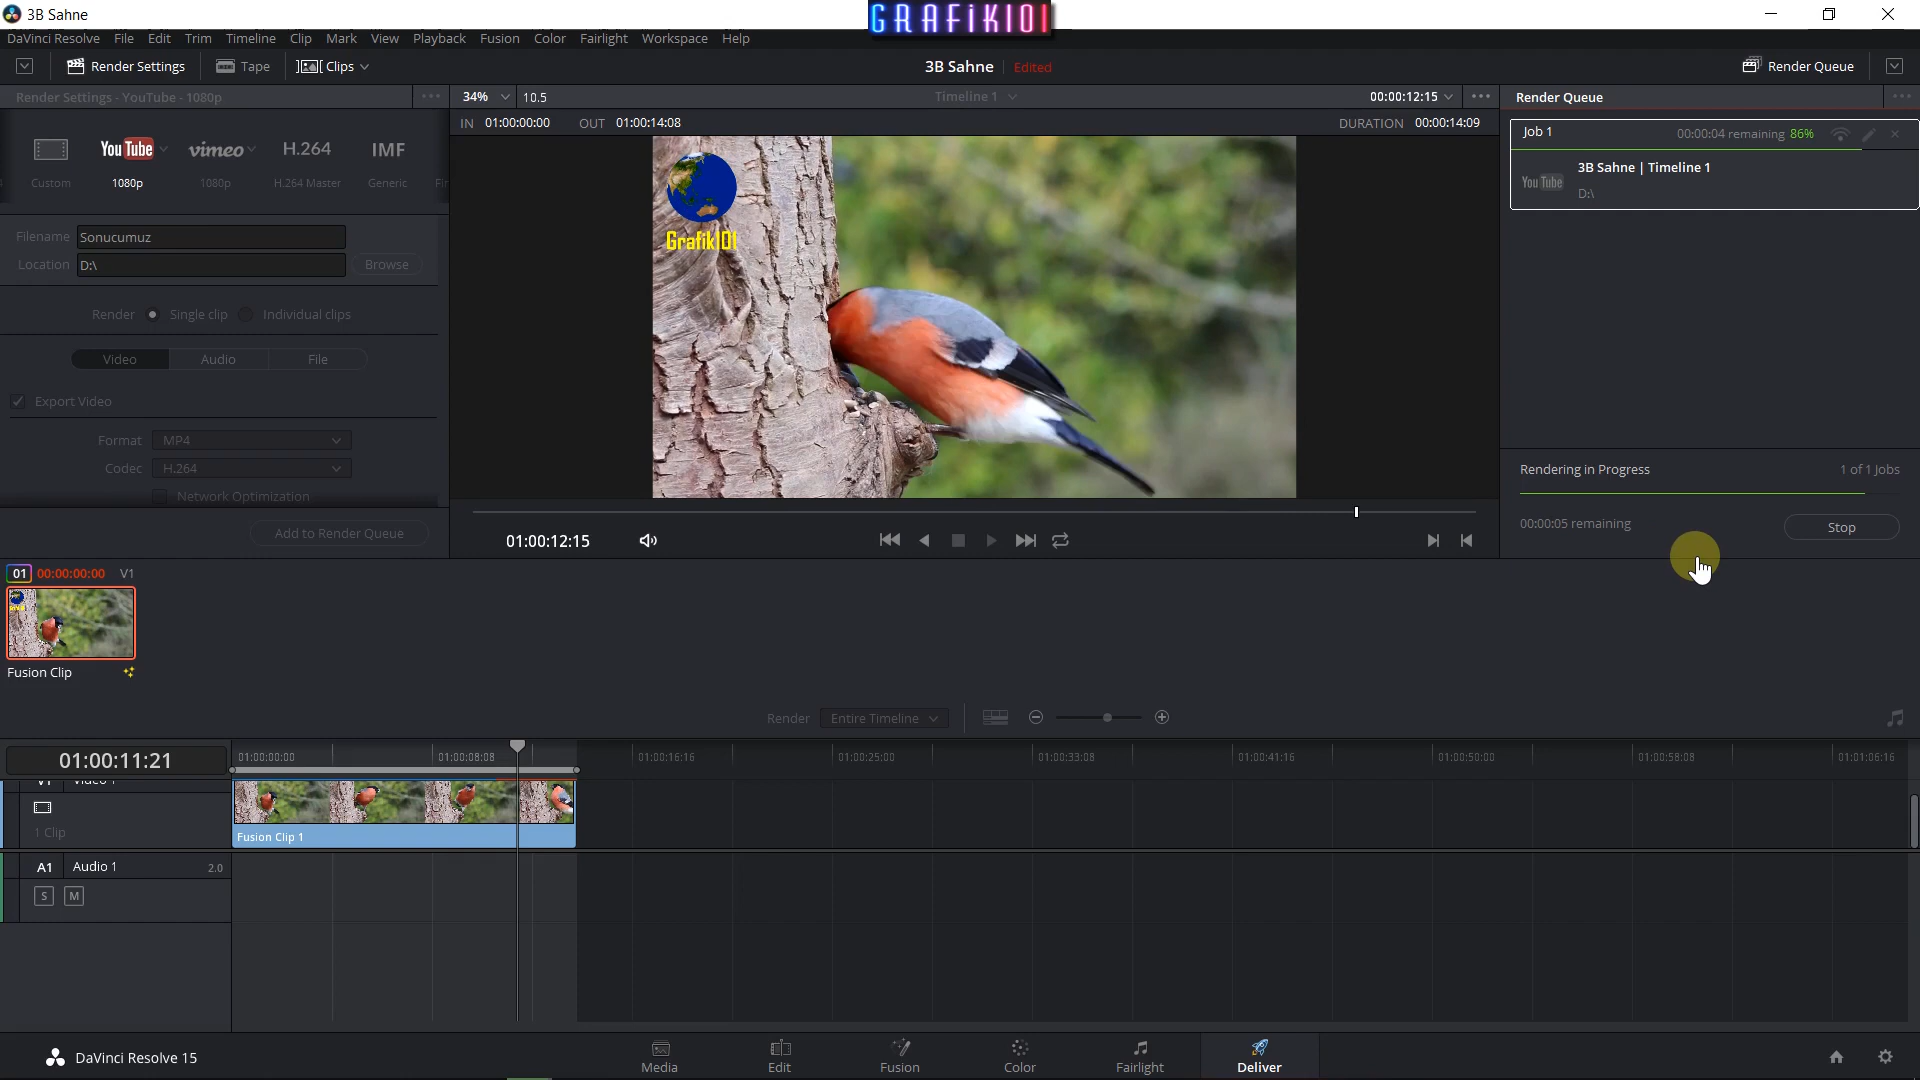 3B Sahne
GRAFiK101
DaVinci Resolve File Edit Trim Timeline Clip Mark View Playback Fusion Color Fairlight Workspace Help
Render Settings Tape Clips 3B Sahne Edited Render Queue
Render Settings - YouTube - 1080p 34% 10.5 Timeline 1 00:00:12:15 Render Queue
IN 01:00:00:00 OUT 01:00:14:08 DURATION 00:00:14:09
Job 1 00:00:04 remaining 86%
3B Sahne | Timeline 1
You Tube D:\
You Tube vimeo H.264 IMF
Custom 1080p 1080p H.264 Master Generic
Grafik101
Filename Sonucumuz
Location D:\ Browse
Render Single clip Individual clips
Video Audio File
Export Video
Format MP4
Codec H.264
Network Optimization
Add to Render Queue
01:00:12:15
Rendering in Progress 1 of 1 Jobs
00:00:05 remaining Stop
01 00:00:00:00 V1
Fusion Clip
Render Entire Timeline
01:00:11:21 01:00:00:00 01:00:08:08 01:00:16:16 01:00:25:00 01:00:33:08 01:00:41:16 01:00:50:00 01:00:58:08 01:01:06:16
V1 Video 1
1 Clip
Fusion Clip 1
A1 Audio 1 2.0
S M
DaVinci Resolve 15 Media Edit Fusion Color Fairlight Deliver